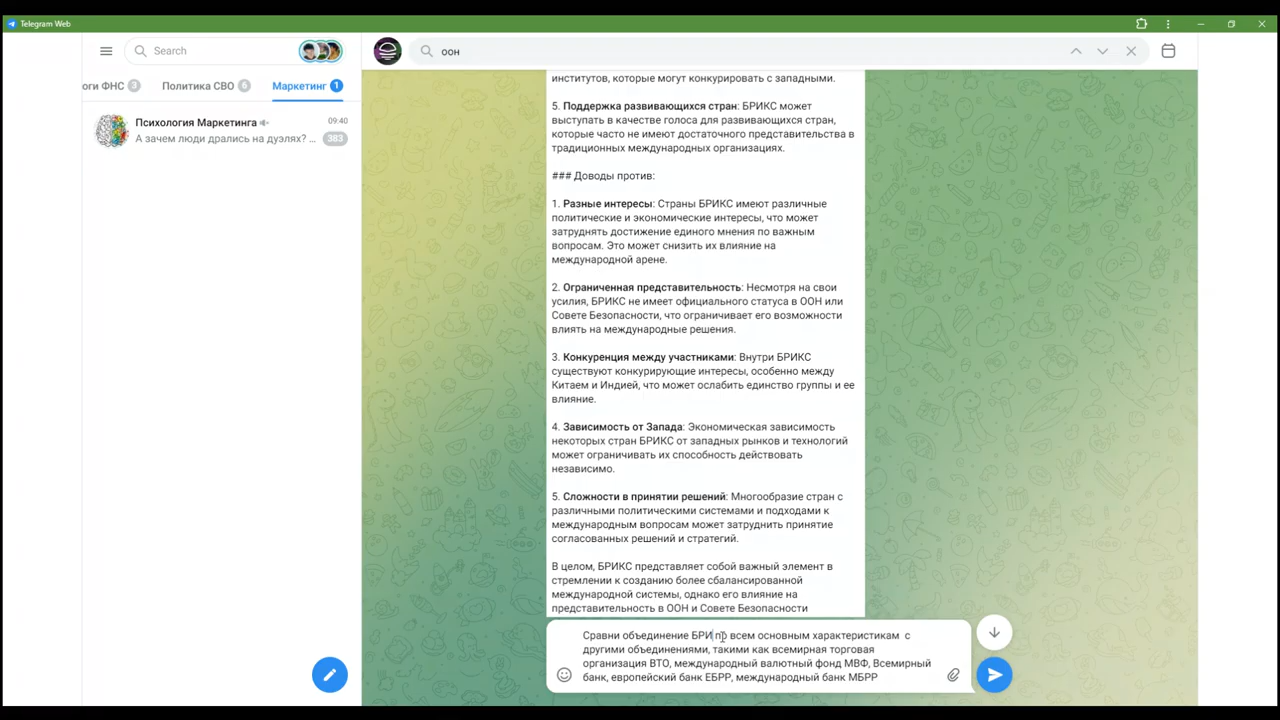 Telegram Web
Search
оон
оги ФНС 3
Политика СВО 6
Маркетинг 1
Психология Маркетинга
09:40
А зачем люди дрались на дуэлях? ...
383
институтов, которые могут конкурировать с западными.
5. Поддержка развивающихся стран: БРИКС может
выступать в качестве голоса для развивающихся стран,
которые часто не имеют достаточного представительства в
традиционных международных организациях.
### Доводы против:
1. Разные интересы: Страны БРИКС имеют различные
политические и экономические интересы, что может
затруднять достижение единого мнения по важным
вопросам. Это может снизить их влияние на
международной арене.
2. Ограниченная представительность: Несмотря на свои
усилия, БРИКС не имеет официального статуса в ООН или
Совете Безопасности, что ограничивает его возможности
влиять на международные решения.
3. Конкуренция между участниками: Внутри БРИКС
существуют конкурирующие интересы, особенно между
Китаем и Индией, что может ослабить единство группы и ее
влияние.
4. Зависимость от Запада: Экономическая зависимость
некоторых стран БРИКС от западных рынков и технологий
может ограничивать их способность действовать
независимо.
5. Сложности в принятии решений: Многообразие стран с
различными политическими системами и подходами к
международным вопросам может затруднить принятие
согласованных решений и стратегий.
В целом, БРИКС представляет собой важный элемент в
стремлении к созданию более сбалансированной
международной системы, однако его влияние на
представительность в ООН и Совете Безопасности
Сравни объединение БРИ по всем основным характеристикам с
другими объединениями, такими как всемирная торговая
организация ВТО, международный валютный фонд МВФ, Всемирный
банк, европейский банк ЕБРР, международный банк МБРР